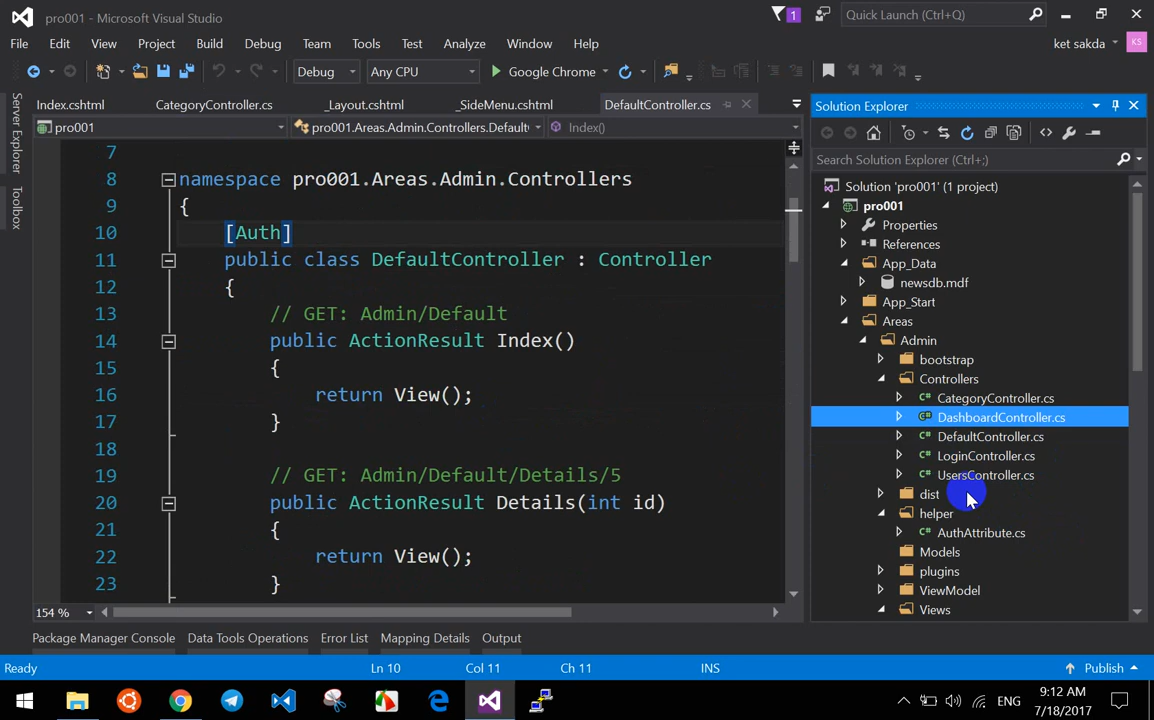 pro001 - Microsoft Visual Studio
1
Quick Launch (Ctrl+Q)
File Edit View Project Build Debug Team Tools Test Analyze Window Help
ket sakda
KS
Debug Any CPU Google Chrome
Server Explorer
Toolbox
Index.cshtml CategoryController.cs _Layout.cshtml _SideMenu.cshtml DefaultController.cs
pro001 pro001.Areas.Admin.Controllers.Default Index()
7
8 namespace pro001.Areas.Admin.Controllers
9 {
10 [Auth]
11 public class DefaultController : Controller
12 {
13 // GET: Admin/Default
14 public ActionResult Index()
15 {
16 return View();
17 }
18
19 // GET: Admin/Default/Details/5
20 public ActionResult Details(int id)
21 {
22 return View();
23 }
154 %
Solution Explorer
Search Solution Explorer (Ctrl+;)
Solution 'pro001' (1 project)
pro001
Properties
References
App_Data
newsdb.mdf
App_Start
Areas
Admin
bootstrap
Controllers
C# CategoryController.cs
C# DashboardController.cs
C# DefaultController.cs
C# LoginController.cs
C# UsersController.cs
dist
helper
C# AuthAttribute.cs
Models
plugins
ViewModel
Views
Package Manager Console Data Tools Operations Error List Mapping Details Output
Ready Ln 10 Col 11 Ch 11 INS Publish
ENG
9:12 AM
7/18/2017